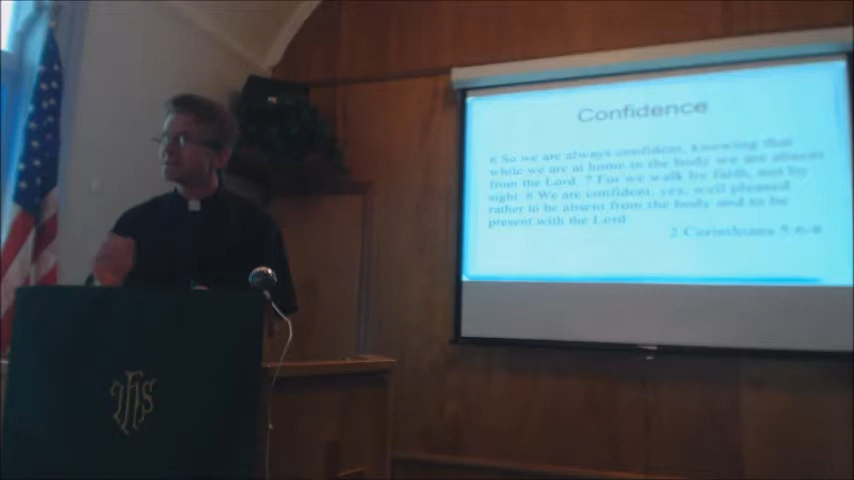 Confidence
6 So we are always confident, knowing that
while we are at home in the body we are absent
from the Lord. 7 For we walk by faith, not by
sight. 8 We are confident, yes, well pleased
rather to be absent from the body and to be
present with the Lord
2 Corinthians 5:6-8
IHS